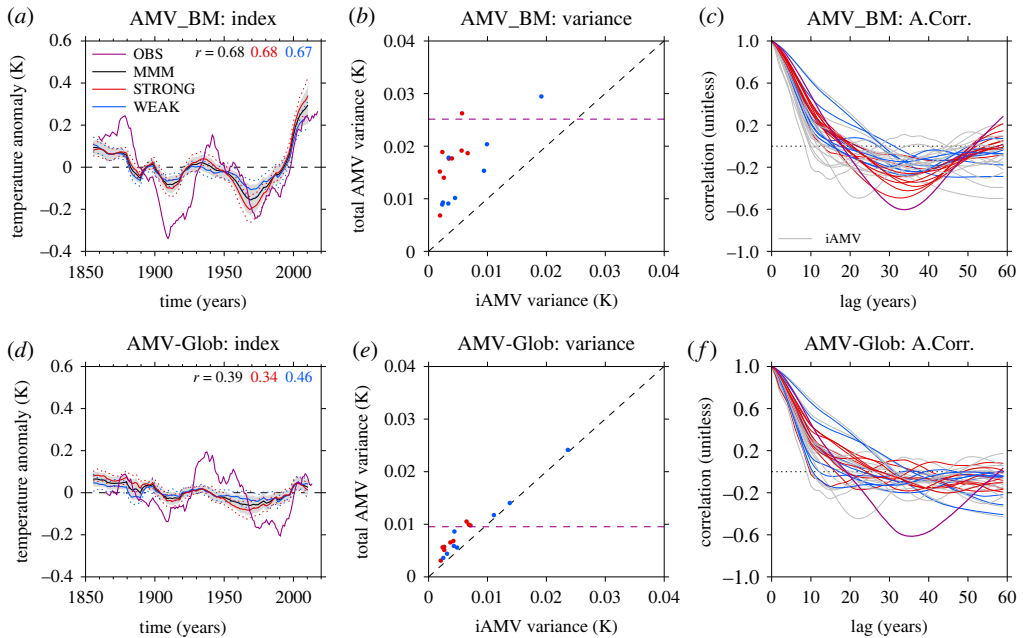 (a) AMV_BM: index
temperature anomaly (K)
0.6
0.4
0.2
0
−0.2
−0.4
OBS
MMM
STRONG
WEAK
r = 0.68 0.68 0.67
1850 1900 1950 2000
time (years)
(b) AMV_BM: variance
total AMV variance (K)
0.04
0.03
0.02
0.01
0
0 0.01 0.02 0.03 0.04
iAMV variance (K)
(c) AMV_BM: A.Corr.
correlation (unitless)
1.0
0.6
0.2
−0.2
−0.6
−1.0
iAMV
0 10 20 30 40 50 60
lag (years)
(d) AMV-Glob: index
temperature anomaly (K)
0.6
0.4
0.2
0
−0.2
−0.4
r = 0.39 0.34 0.46
1850 1900 1950 2000
time (years)
(e) AMV-Glob: variance
total AMV variance (K)
0.04
0.03
0.02
0.01
0
0 0.01 0.02 0.03 0.04
iAMV variance (K)
(f) AMV-Glob: A.Corr.
correlation (unitless)
1.0
0.6
0.2
−0.2
−0.6
−1.0
0 10 20 30 40 50 60
lag (years)